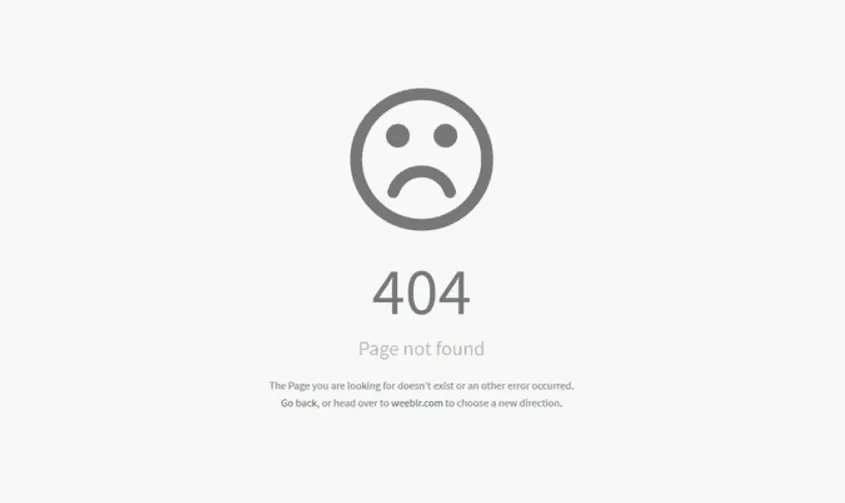 404
Page not found
The Page you are looking for doesn't exist or an other error occurred.
Go back, or head over to weeblr.com to choose a new direction.